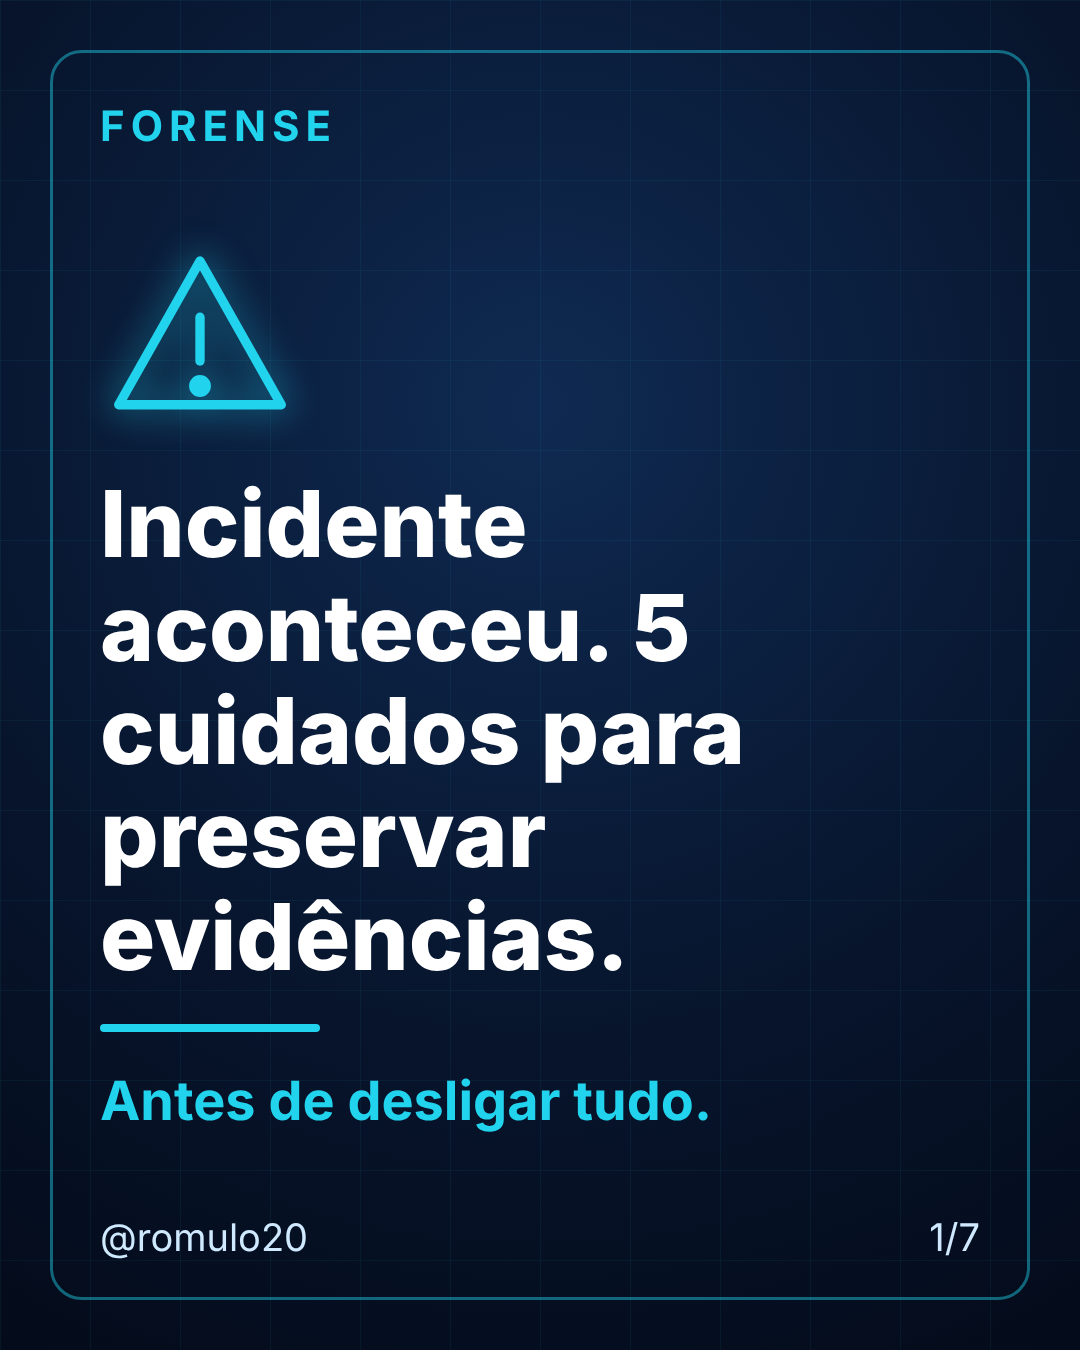 FORENSE
Incidente
aconteceu. 5
cuidados para
preservar
evidências.
Antes de desligar tudo.
@romulo20
1/7